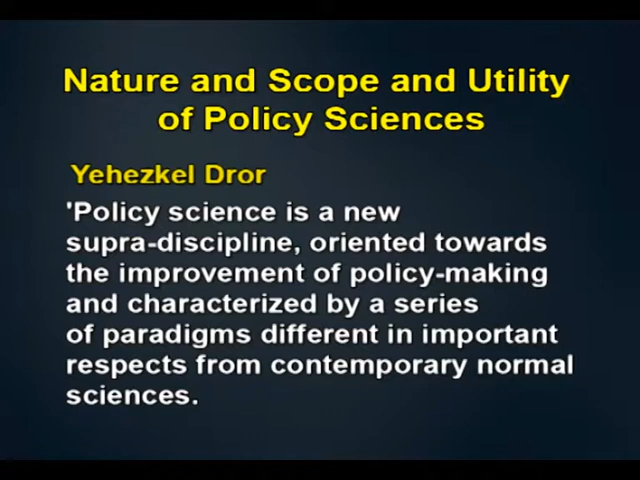 Nature and Scope and Utility
of Policy Sciences
Yehezkel Dror
'Policy science is a new
supra-discipline, oriented towards
the improvement of policy-making
and characterized by a series
of paradigms different in important
respects from contemporary normal
sciences.